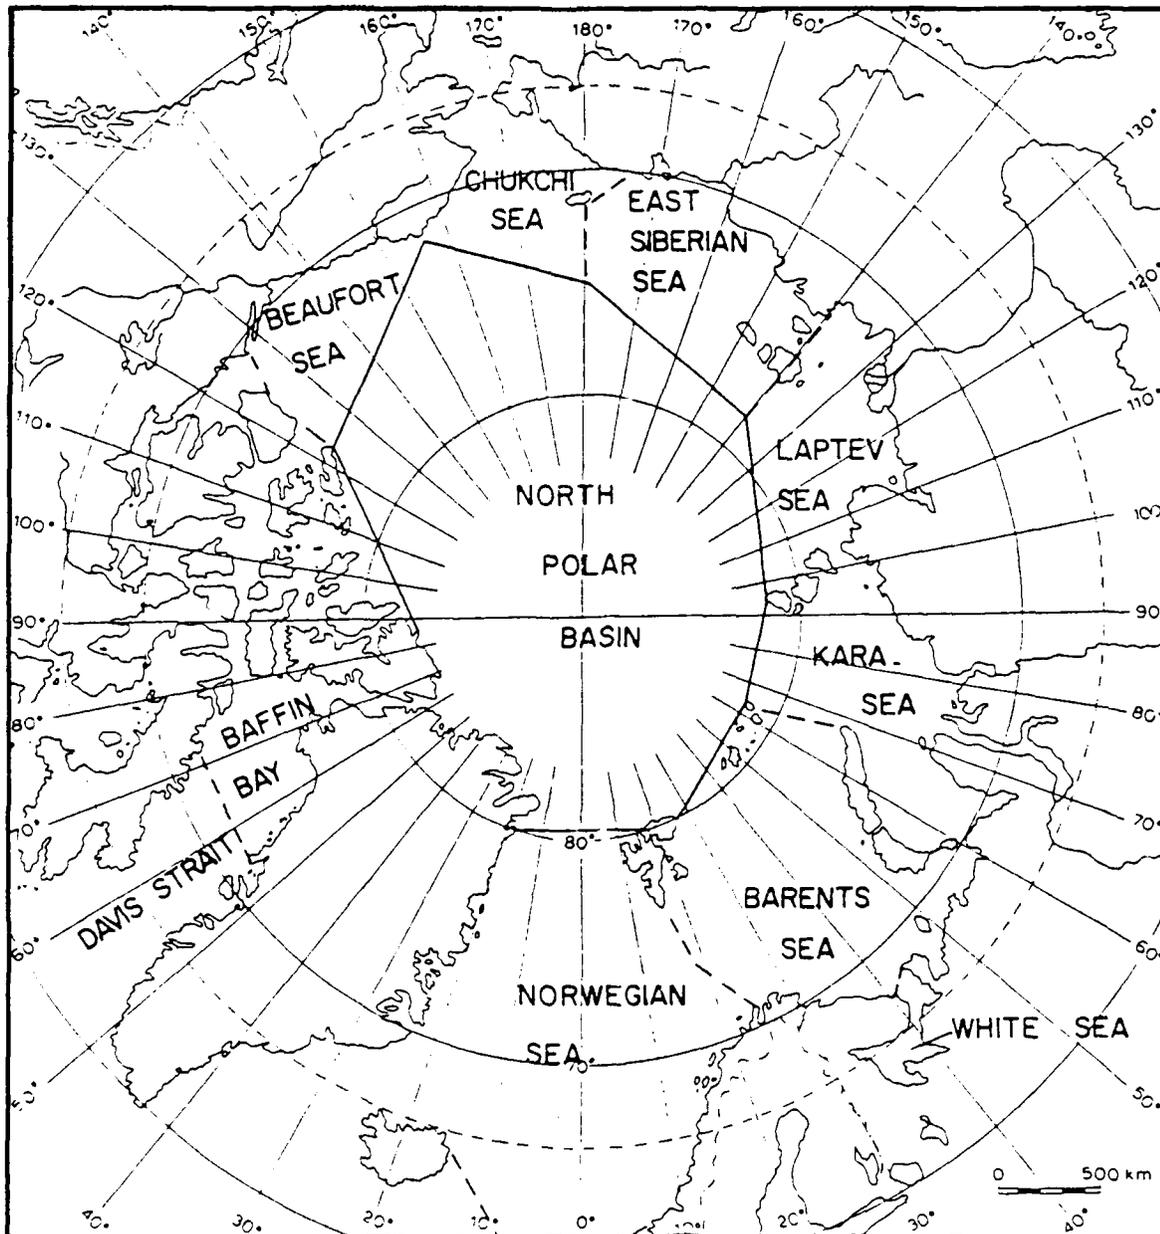 140° 150° 160° 170° 180° 170° 160° 150° 140°
130° 130°
CHUKCHI
SEA
EAST
SIBERIAN
SEA
120° 120°
BEAUFORT
SEA
110° 110°
LAPTEV
SEA
NORTH
POLAR
BASIN
100° 100°
90° 90
KARA
SEA
80° 80°
BAFFIN
BAY
70° 70°
80°
DAVIS STRAIT
BARENTS
SEA
60° 60°
NORWEGIAN
SEA
70°
WHITE SEA
50° 50°
0 500 km
40° 30° 20° 10° 0° 10° 20° 30° 40°